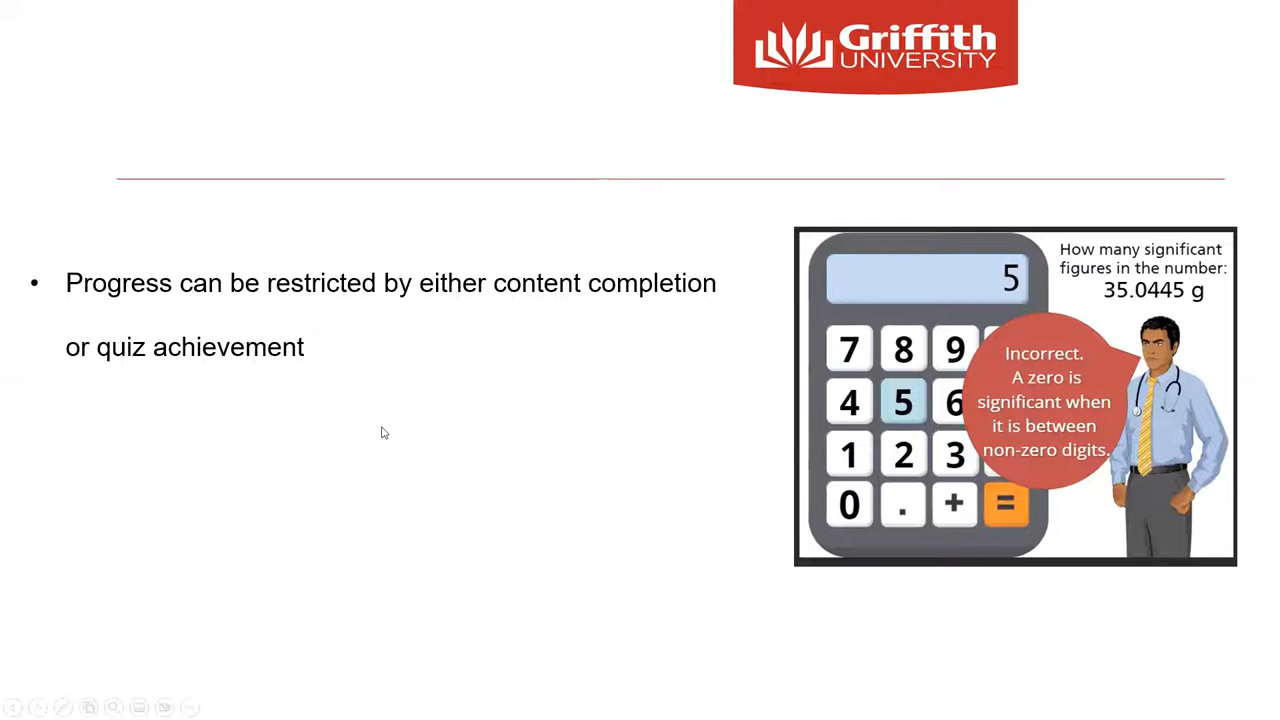 Griffith
UNIVERSITY
• Progress can be restricted by either content completion
or quiz achievement
How many significant
figures in the number:
35.0445 g
5
7 8 9
4 5 6
1 2 3
0 . + =
Incorrect.
A zero is
significant when
it is between
non-zero digits.